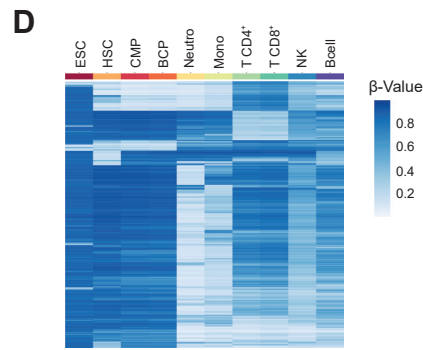 D
ESC
HSC
CMP
BCP
Neutro
Mono
T CD4⁺
T CD8⁺
NK
Bcell
β-Value
0.8
0.6
0.4
0.2